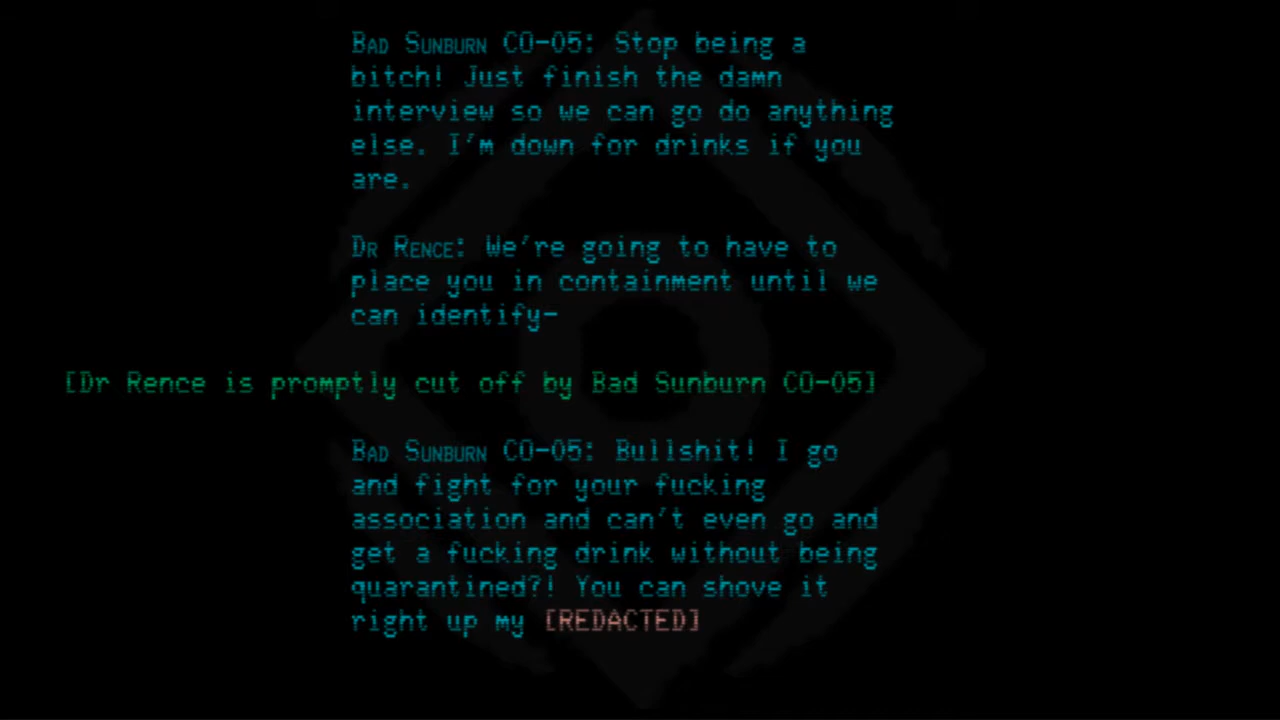 Bad Sunburn CO-05: Stop being a
bitch! Just finish the damn
interview so we can go do anything
else. I'm down for drinks if you
are.
Dr Rence: We're going to have to
place you in containment until we
can identify-
[Dr Rence is promptly cut off by Bad Sunburn CO-05]
Bad Sunburn CO-05: Bullshit! I go
and fight for your fucking
association and can't even go and
get a fucking drink without being
quarantined?! You can shove it
right up my [REDACTED]